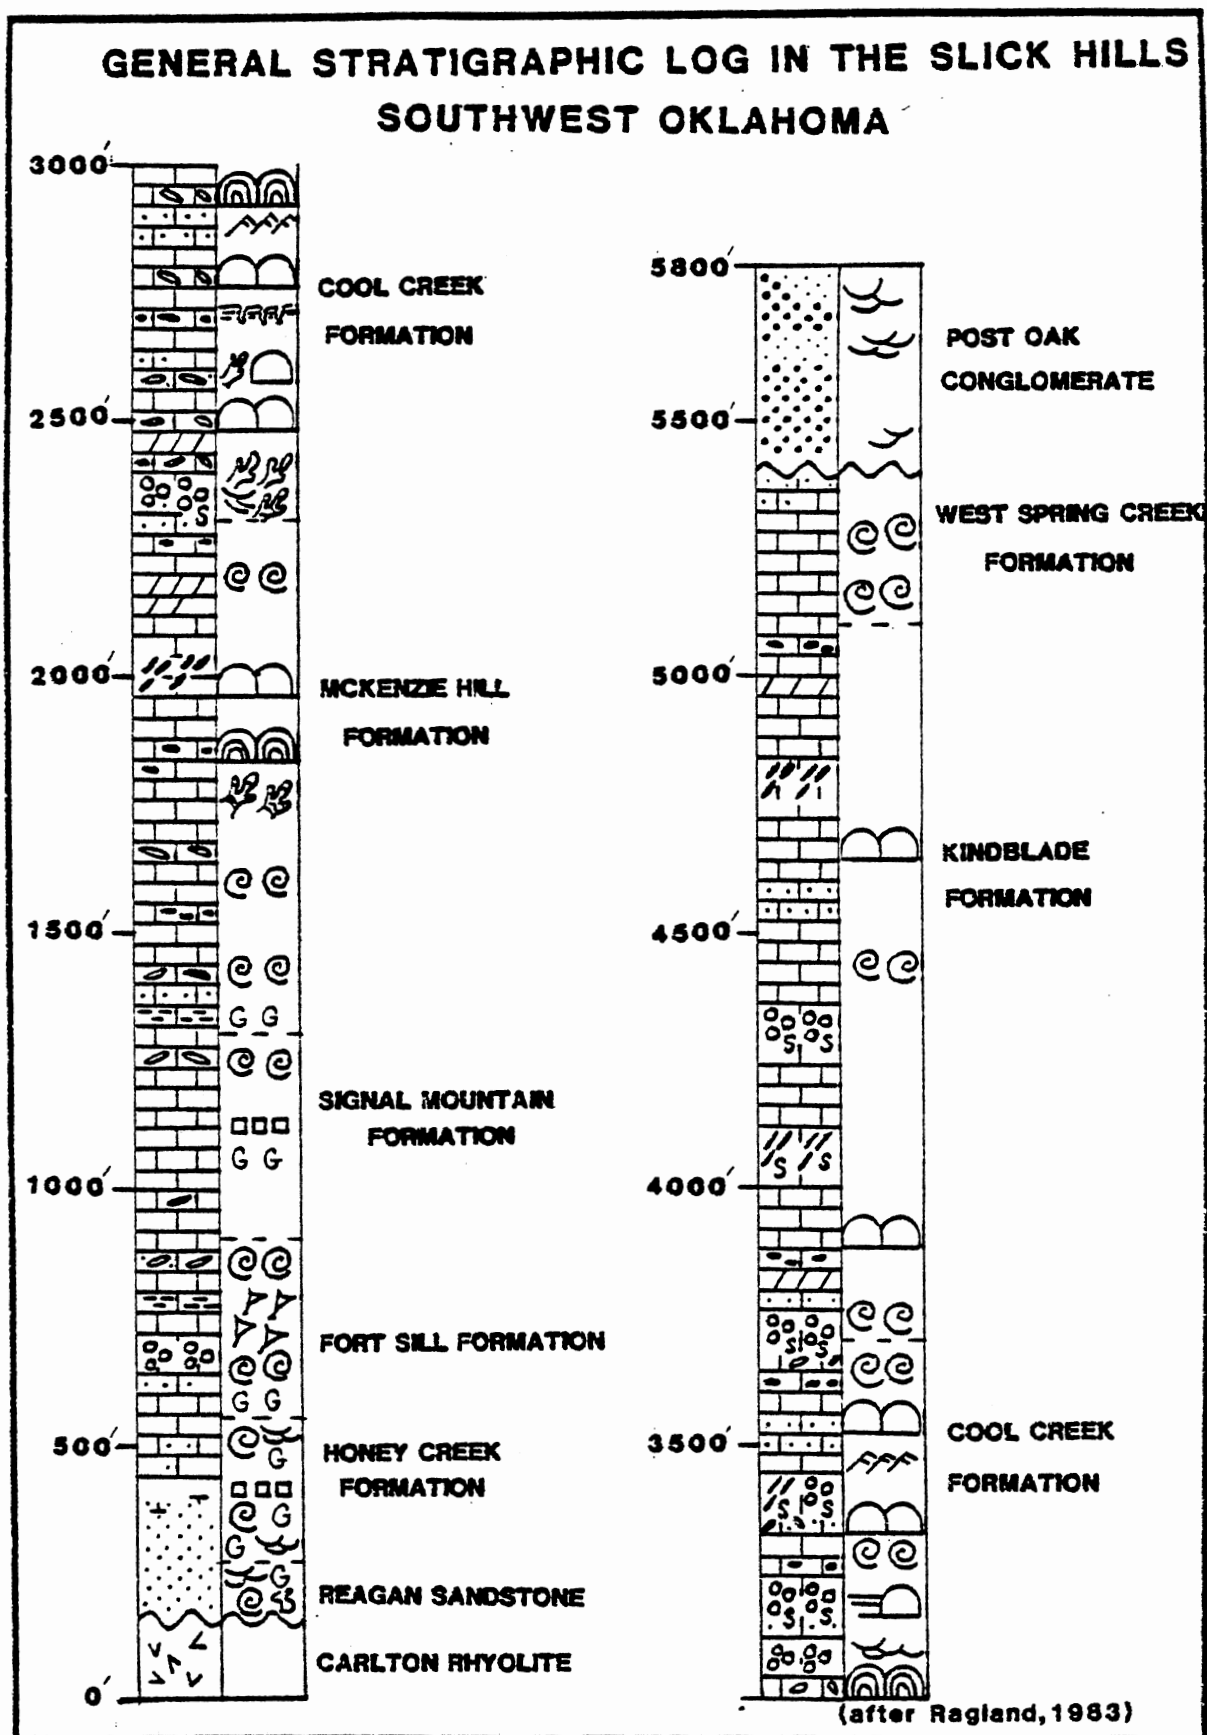 GENERAL STRATIGRAPHIC LOG IN THE SLICK HILLS
SOUTHWEST OKLAHOMA
3000'
COOL CREEK
FORMATION
2500'
2000'
MCKENZIE HILL
FORMATION
1500'
SIGNAL MOUNTAIN
FORMATION
1000'
FORT SILL FORMATION
500'
HONEY CREEK
FORMATION
REAGAN SANDSTONE
CARLTON RHYOLITE
0'
5800'
POST OAK
CONGLOMERATE
5500'
WEST SPRING CREEK
FORMATION
5000'
KINDBLADE
FORMATION
4500'
4000'
3500'
COOL CREEK
FORMATION
(after Ragland, 1983)